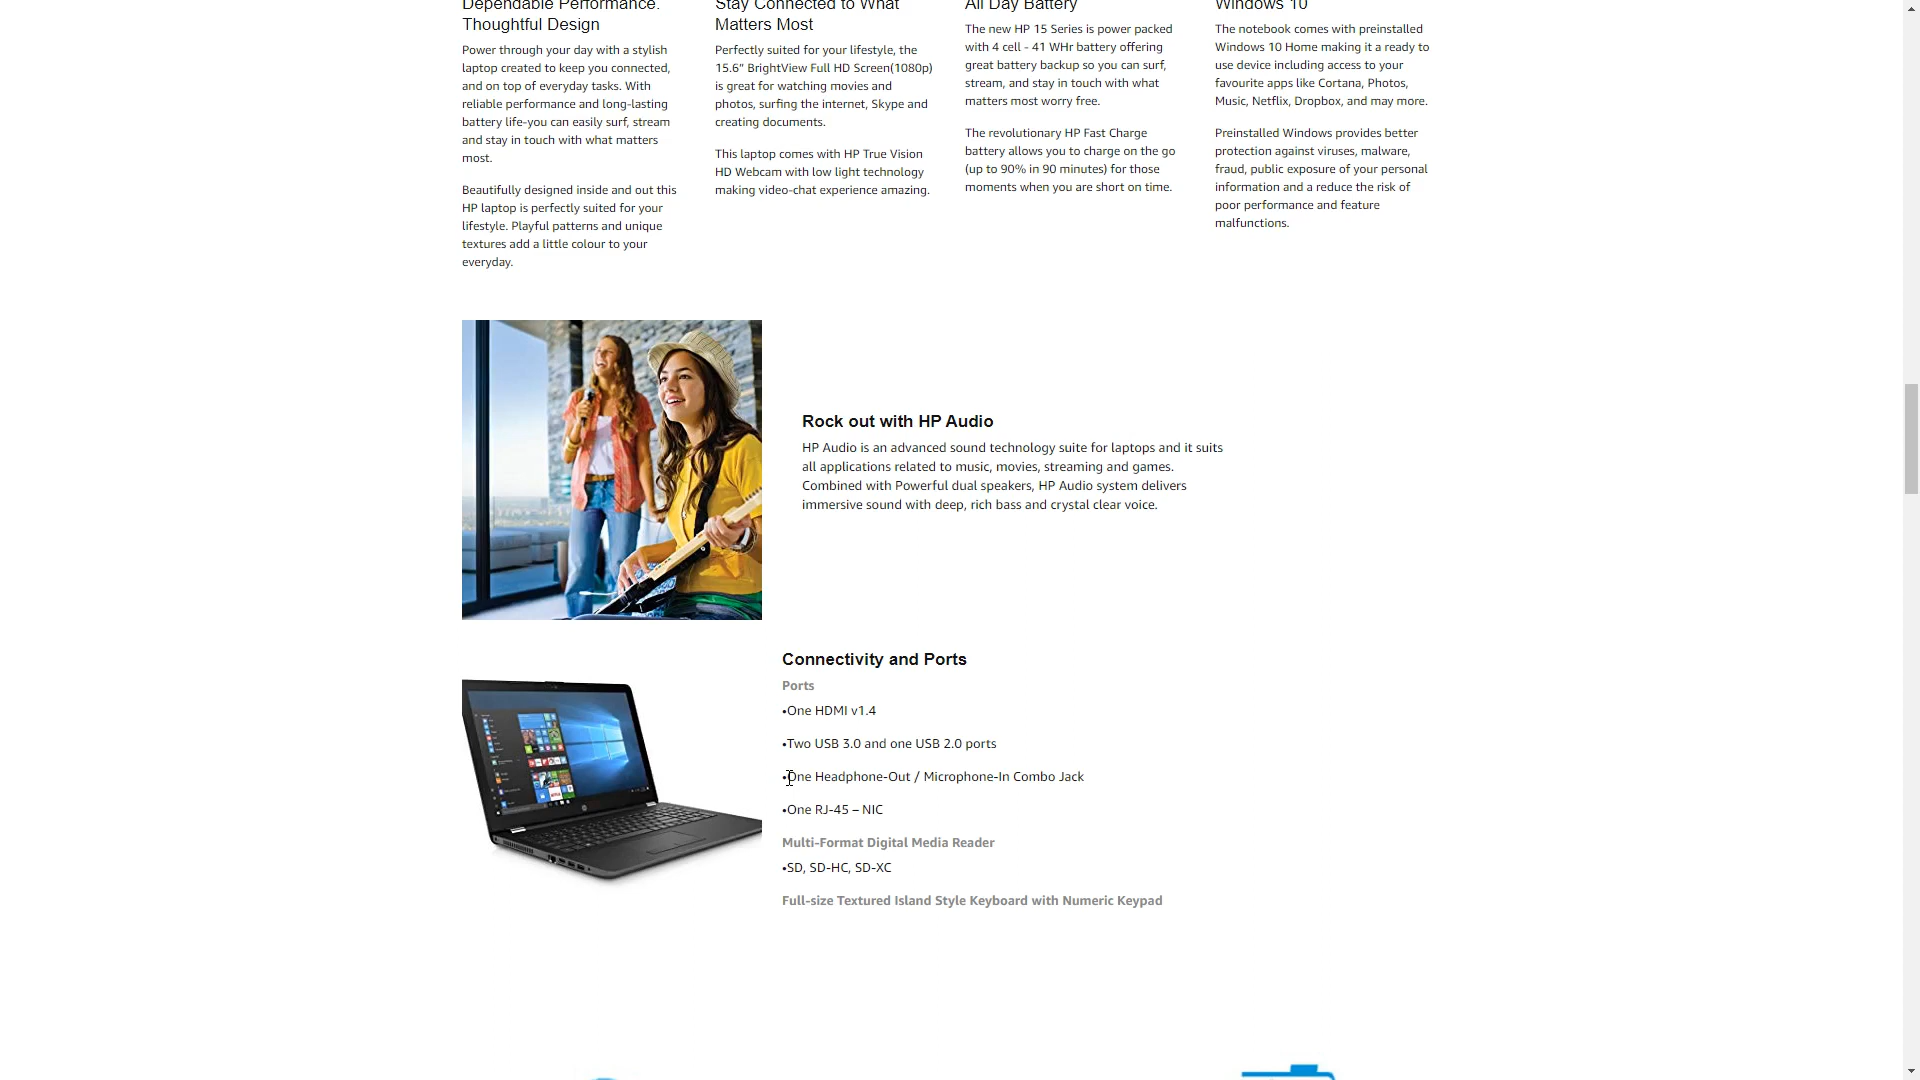 Dependable Performance.
Thoughtful Design
Power through your day with a stylish
laptop created to keep you connected,
and on top of everyday tasks. With
reliable performance and long-lasting
battery life-you can easily surf, stream
and stay in touch with what matters
most.
Beautifully designed inside and out this
HP laptop is perfectly suited for your
lifestyle. Playful patterns and unique
textures add a little colour to your
everyday.
Stay Connected to What
Matters Most
Perfectly suited for your lifestyle, the
15.6” BrightView Full HD Screen(1080p)
is great for watching movies and
photos, surfing the internet, Skype and
creating documents.
This laptop comes with HP True Vision
HD Webcam with low light technology
making video-chat experience amazing.
All Day Battery
The new HP 15 Series is power packed
with 4 cell - 41 WHr battery offering
great battery backup so you can surf,
stream, and stay in touch with what
matters most worry free.
The revolutionary HP Fast Charge
battery allows you to charge on the go
(up to 90% in 90 minutes) for those
moments when you are short on time.
Windows 10
The notebook comes with preinstalled
Windows 10 Home making it a ready to
use device including access to your
favourite apps like Cortana, Photos,
Music, Netflix, Dropbox, and may more.
Preinstalled Windows provides better
protection against viruses, malware,
fraud, public exposure of your personal
information and a reduce the risk of
poor performance and feature
malfunctions.
Rock out with HP Audio
HP Audio is an advanced sound technology suite for laptops and it suits
all applications related to music, movies, streaming and games.
Combined with Powerful dual speakers, HP Audio system delivers
immersive sound with deep, rich bass and crystal clear voice.
Connectivity and Ports
Ports
•One HDMI v1.4
•Two USB 3.0 and one USB 2.0 ports
•One Headphone-Out / Microphone-In Combo Jack
•One RJ-45 – NIC
Multi-Format Digital Media Reader
•SD, SD-HC, SD-XC
Full-size Textured Island Style Keyboard with Numeric Keypad